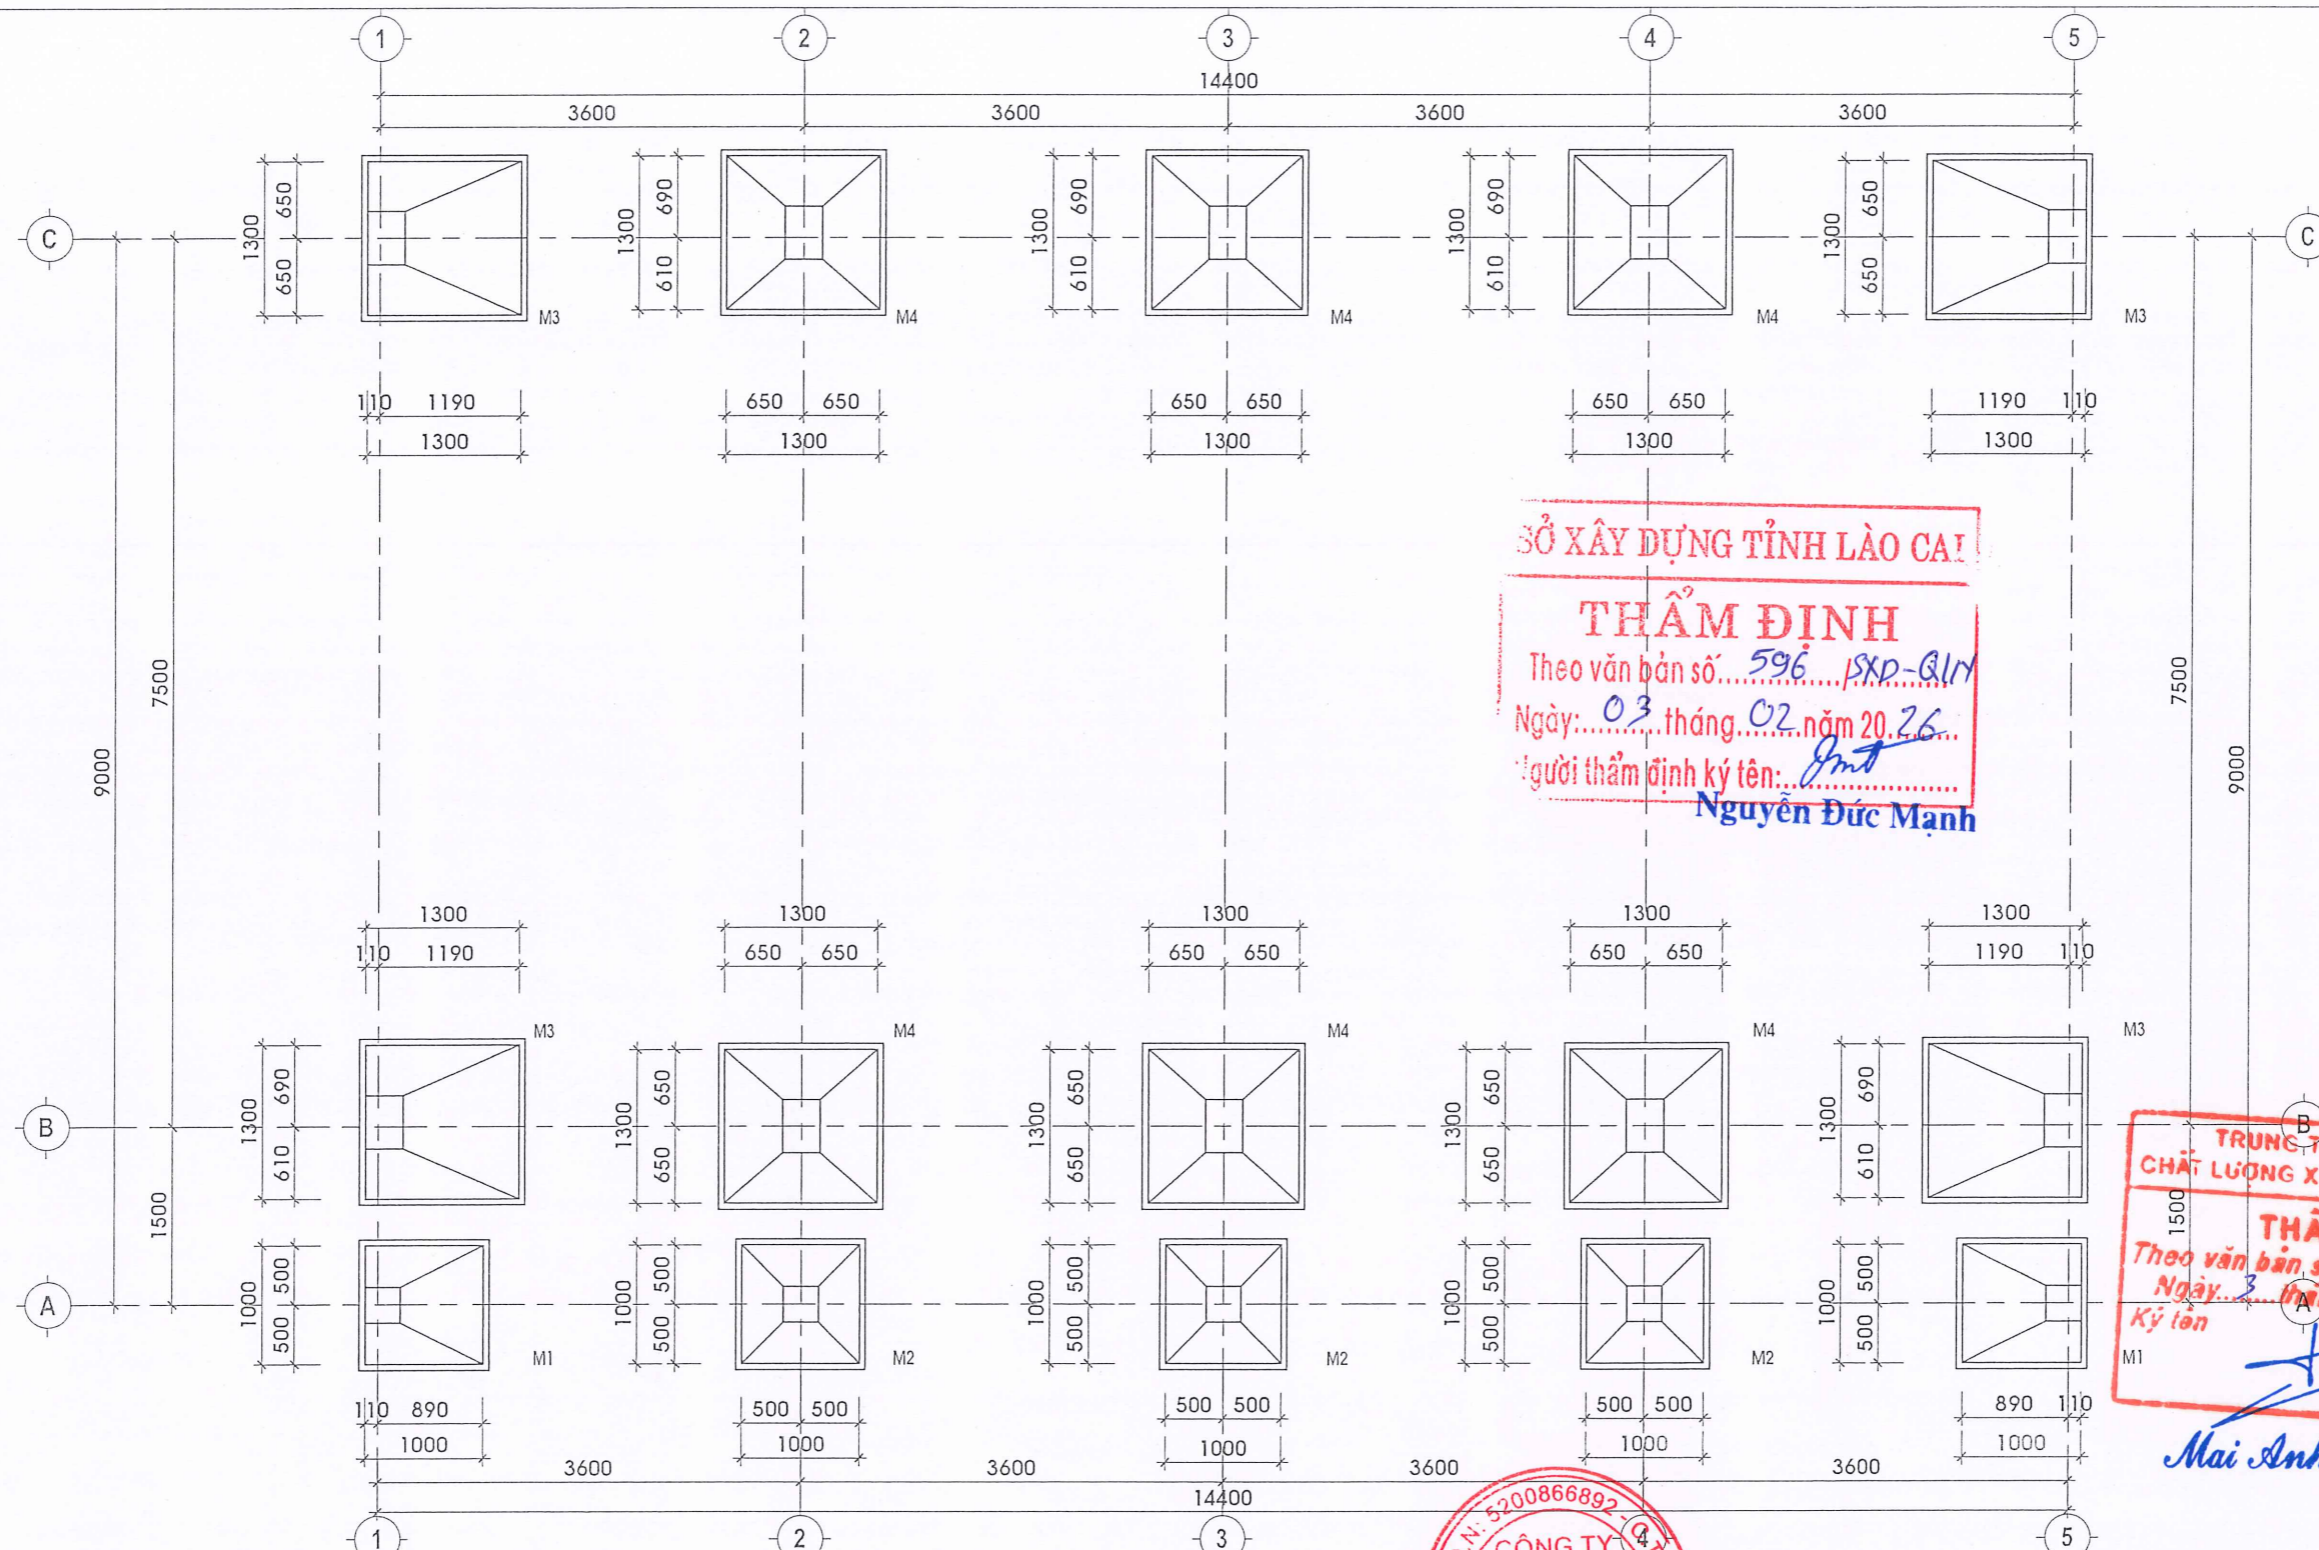 1 2 3 4 5
14400
3600 3600 3600 3600
C 1300 650 650 M3 1300 690 610 M4 1300 690 610 M4 1300 690 610 M4 1300 650 650 M3 C
110 1190 650 650 650 650 650 650 1190 110
1300 1300 1300 1300 1300
SỞ XÂY DỰNG TỈNH LÀO CAI
THẨM ĐỊNH
Theo văn bản số 596 /SXD-QLN
Ngày: 03 tháng 02 năm 2026
gười thẩm định ký tên:
Nguyễn Đức Mạnh
7500 7500
9000 9000
1300 1300 1300 1300 1300
110 1190 650 650 650 650 650 650 1190 110
M3 M4 M4 M4 M3
B 1300 690 610 1300 650 650 1300 650 650 1300 650 650 1300 690 610 B
1500 1500
A 1000 500 500 M1 1000 500 500 M2 1000 500 500 M2 1000 500 500 M2 1000 500 500 M1 A
TRUNG
CHẤT LƯỢNG X
THẨ
Theo văn bản s
Ngày 3
Ký tên
Mai Anh
110 890 500 500 500 500 500 500 890 110
1000 1000 1000 1000 1000
3600 3600 3600 3600
14400
N: 5200866892
CÔNG TY
1 2 3 4 5